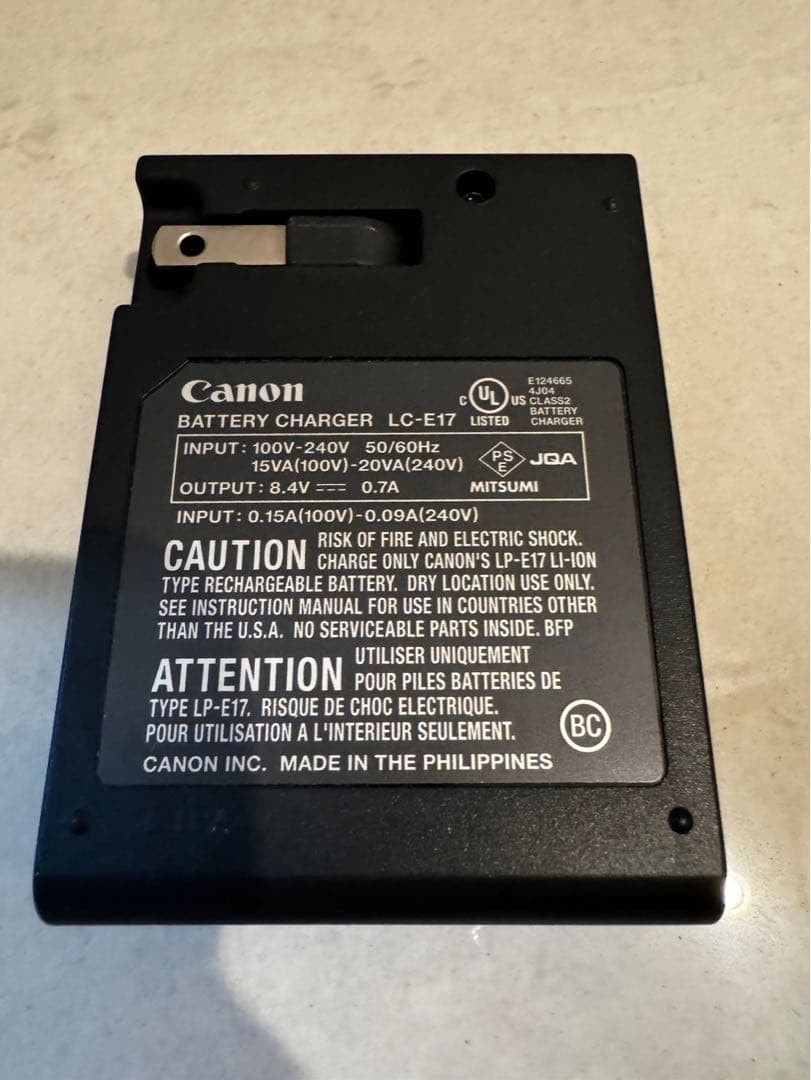 Canon
BATTERY CHARGER LC-E17
C UL US LISTED
E124665
4J04
CLASS2
BATTERY
CHARGER
INPUT: 100V-240V 50/60Hz
15VA(100V)-20VA(240V)
OUTPUT: 8.4V ⎓ 0.7A
PS
E
JQA
MITSUMI
INPUT: 0.15A(100V)-0.09A(240V)
CAUTION RISK OF FIRE AND ELECTRIC SHOCK.
CHARGE ONLY CANON'S LP-E17 LI-ION
TYPE RECHARGEABLE BATTERY. DRY LOCATION USE ONLY.
SEE INSTRUCTION MANUAL FOR USE IN COUNTRIES OTHER
THAN THE U.S.A. NO SERVICEABLE PARTS INSIDE. BFP
ATTENTION UTILISER UNIQUEMENT
POUR PILES BATTERIES DE
TYPE LP-E17. RISQUE DE CHOC ELECTRIQUE.
POUR UTILISATION A L'INTERIEUR SEULEMENT.
BC
CANON INC. MADE IN THE PHILIPPINES